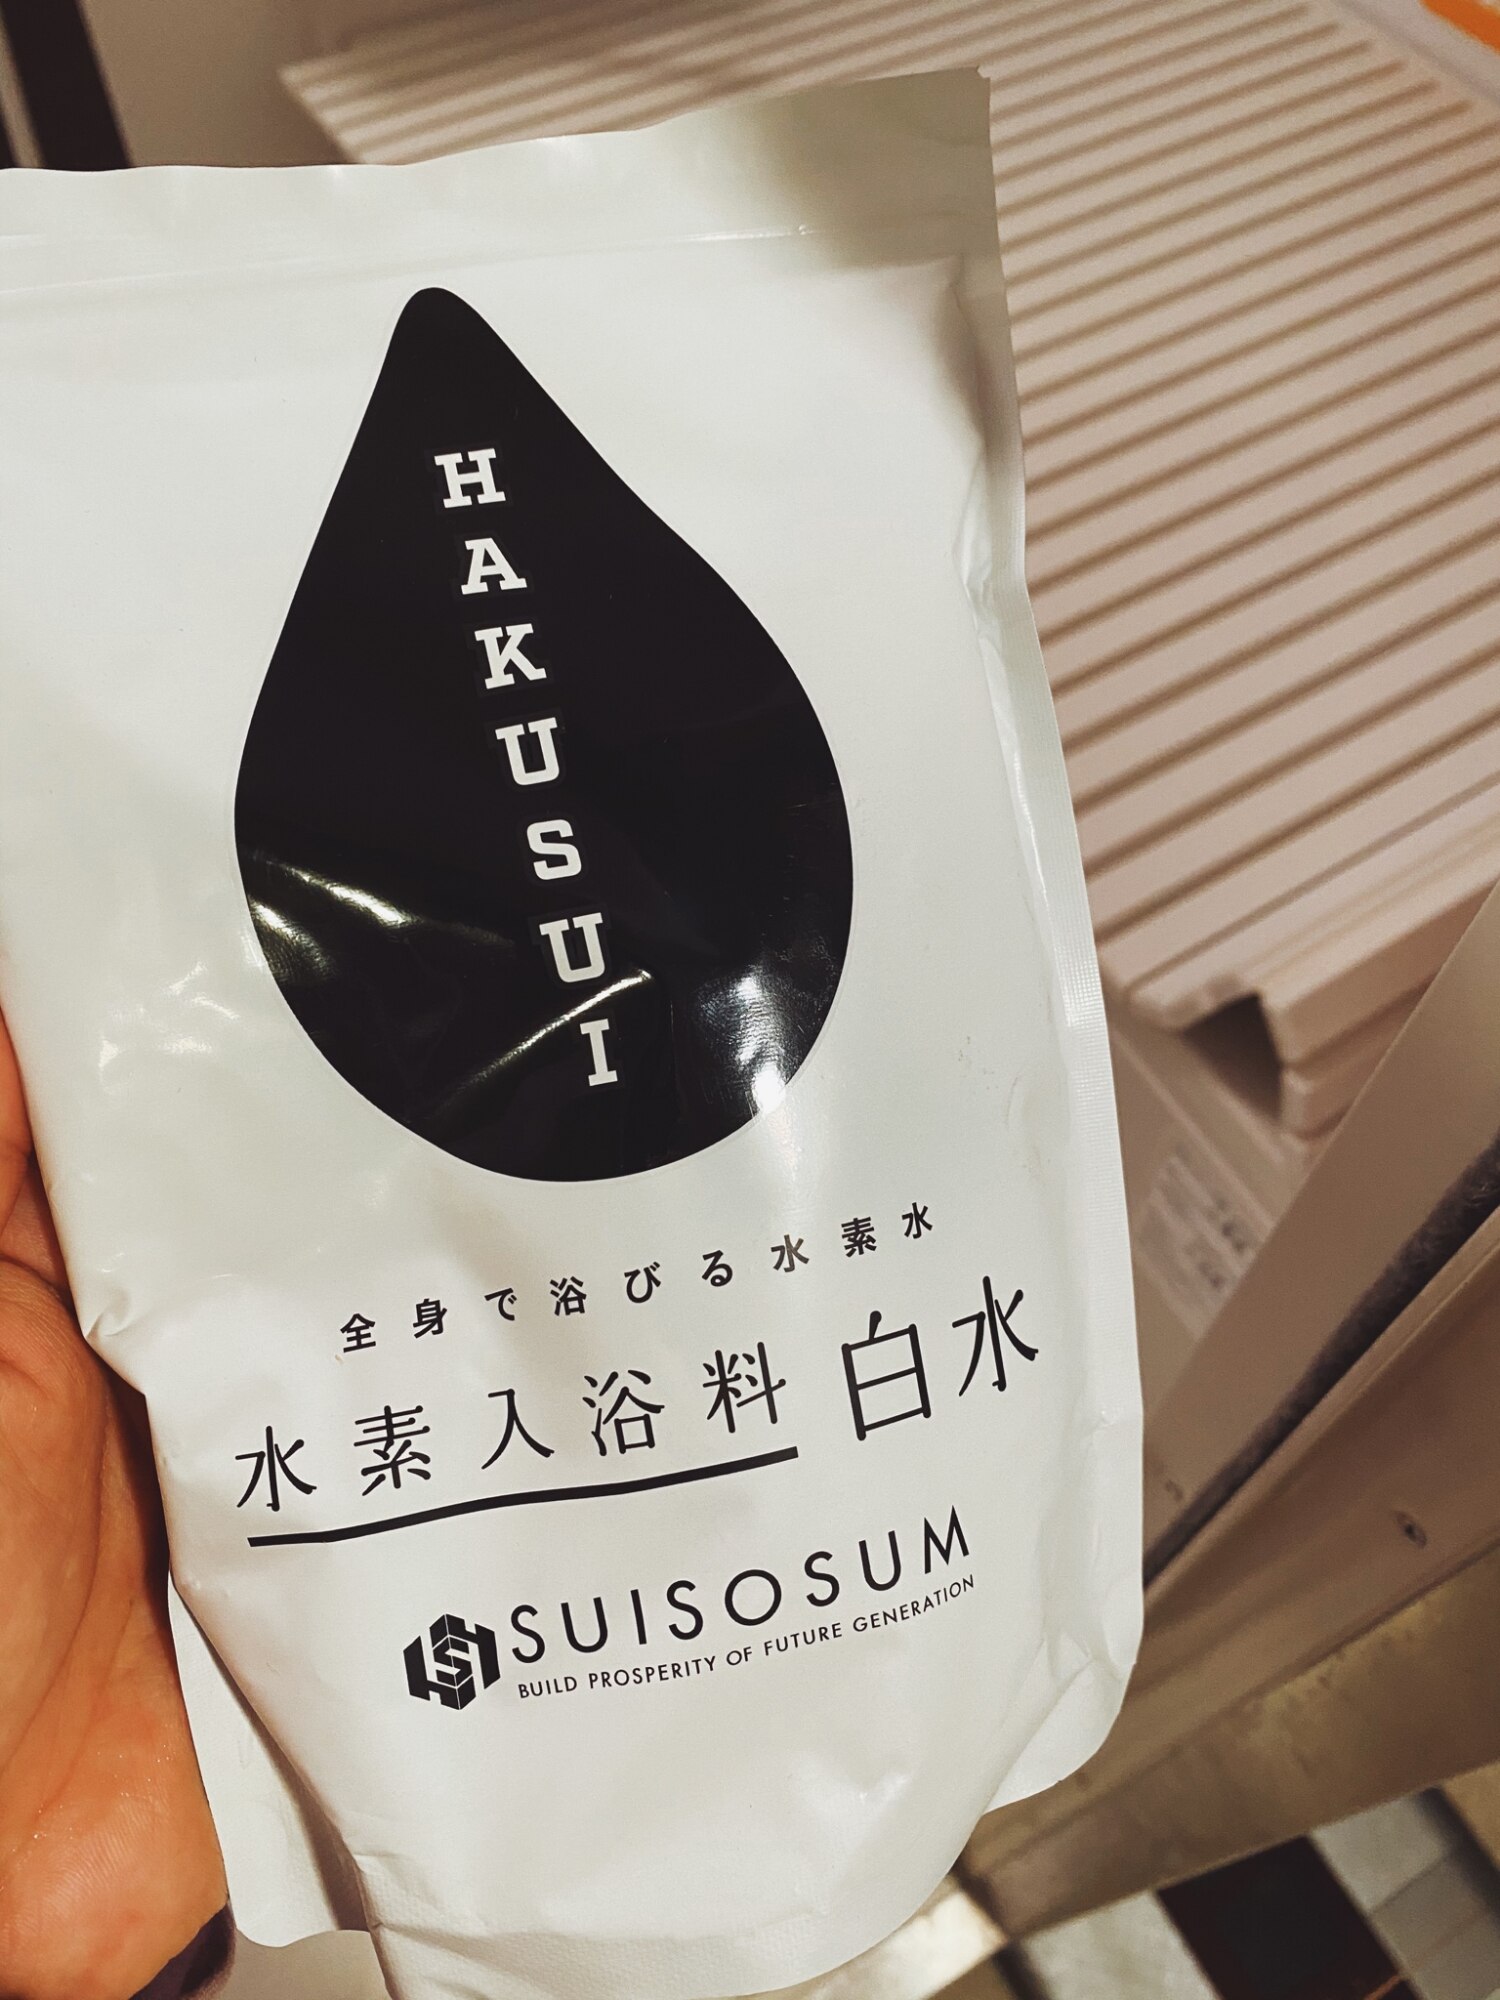 HAKUSUI
全身で浴びる水素水
水素入浴料 白水
SUISOSUM
BUILD PROSPERITY OF FUTURE GENERATION